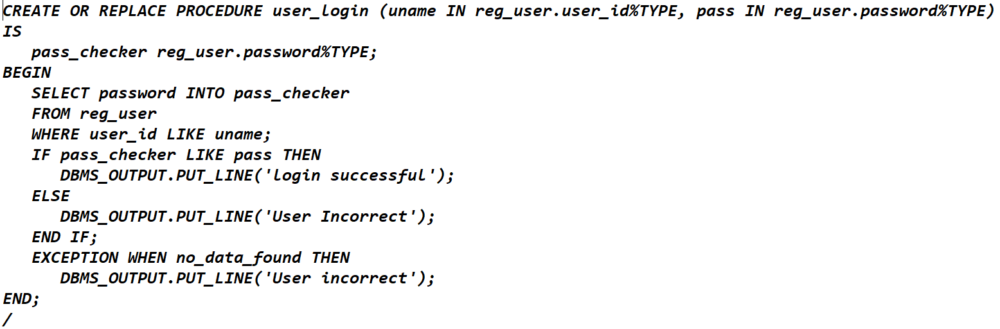 CREATE OR REPLACE PROCEDURE user_login (uname IN reg_user.user_id%TYPE, pass IN reg_user.password%TYPE)
IS
   pass_checker reg_user.password%TYPE;
BEGIN
   SELECT password INTO pass_checker
   FROM reg_user
   WHERE user_id LIKE uname;
   IF pass_checker LIKE pass THEN
      DBMS_OUTPUT.PUT_LINE('login successful');
   ELSE
      DBMS_OUTPUT.PUT_LINE('User Incorrect');
   END IF;
   EXCEPTION WHEN no_data_found THEN
      DBMS_OUTPUT.PUT_LINE('User incorrect');
END;
/